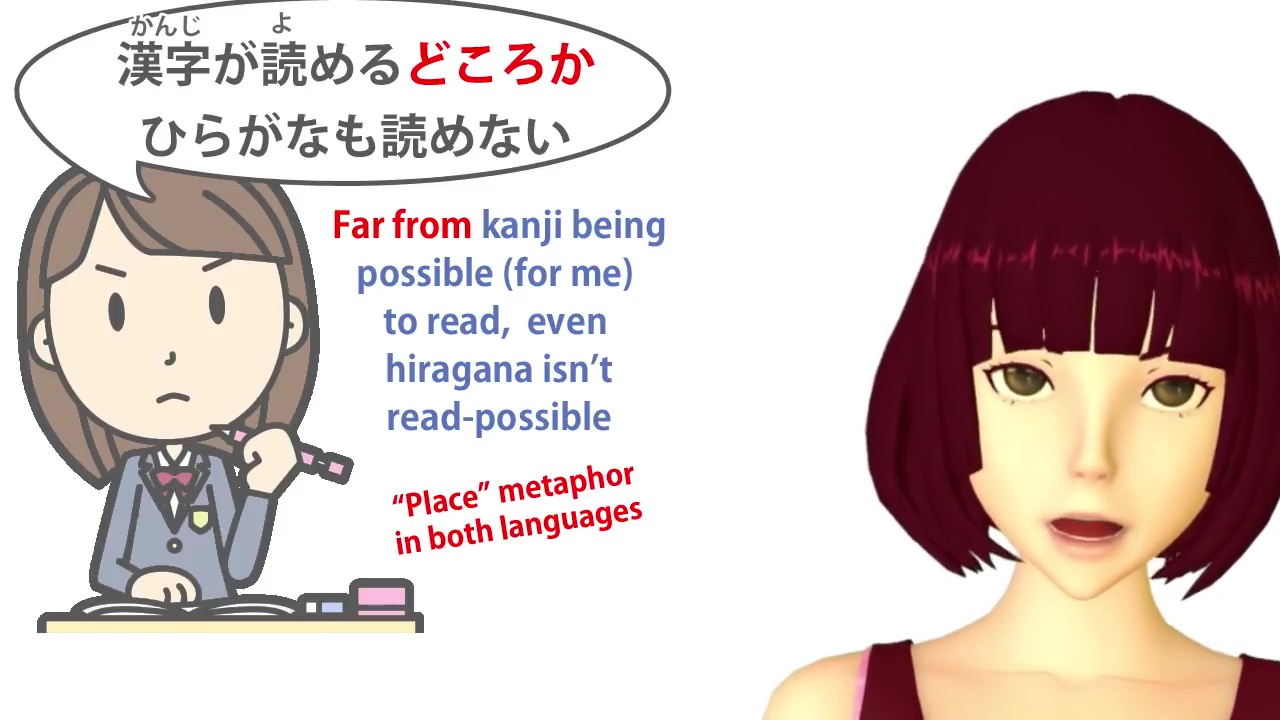 かんじ よ
漢字が読めるどころか
ひらがなも読めない
Far from kanji being
possible (for me)
to read, even
hiragana isn’t
read-possible
“Place” metaphor
in both languages